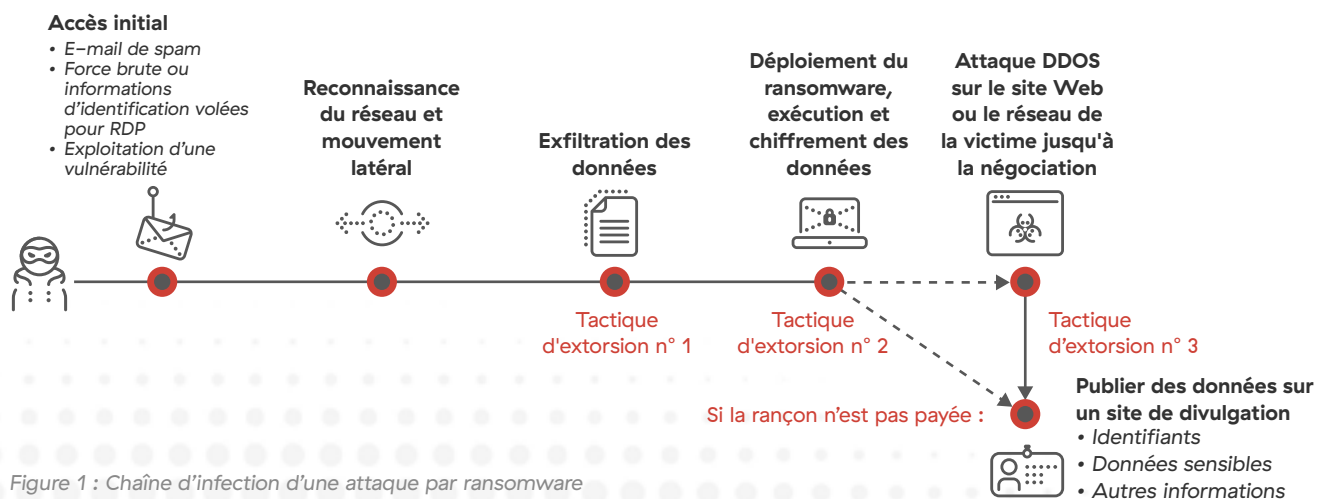 Accès initial
• E-mail de spam
• Force brute ou
informations
d'identification volées
pour RDP
• Exploitation d'une
vulnérabilité
Reconnaissance
du réseau et
mouvement
latéral
Exfiltration des
données
Déploiement du
ransomware,
exécution et
chiffrement des
données
Attaque DDOS
sur le site Web
ou le réseau de
la victime jusqu'à
la négociation
Tactique
d'extorsion n° 1
Tactique
d'extorsion n° 2
Tactique
d'extorsion n° 3
Si la rançon n'est pas payée :
Publier des données sur
un site de divulgation
• Identifiants
• Données sensibles
• Autres informations
Figure 1 : Chaîne d'infection d'une attaque par ransomware